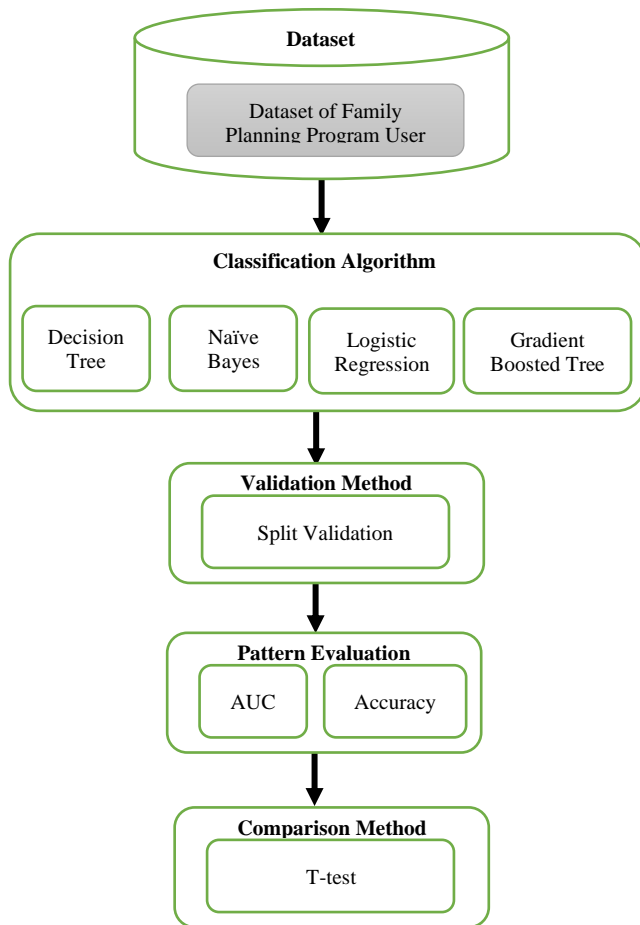 Dataset
Dataset of Family
Planning Program User
Classification Algorithm
Decision
Tree
Naïve
Bayes
Logistic
Regression
Gradient
Boosted Tree
Validation Method
Split Validation
Pattern Evaluation
AUC
Accuracy
Comparison Method
T-test